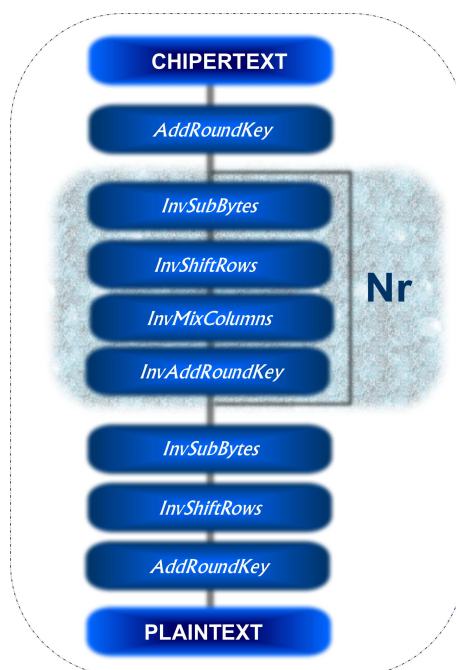 CHIPERTEXT
AddRoundKey
InvSubBytes
InvShiftRows
Nr
InvMixColumns
InvAddRoundKey
InvSubBytes
InvShiftRows
AddRoundKey
PLAINTEXT